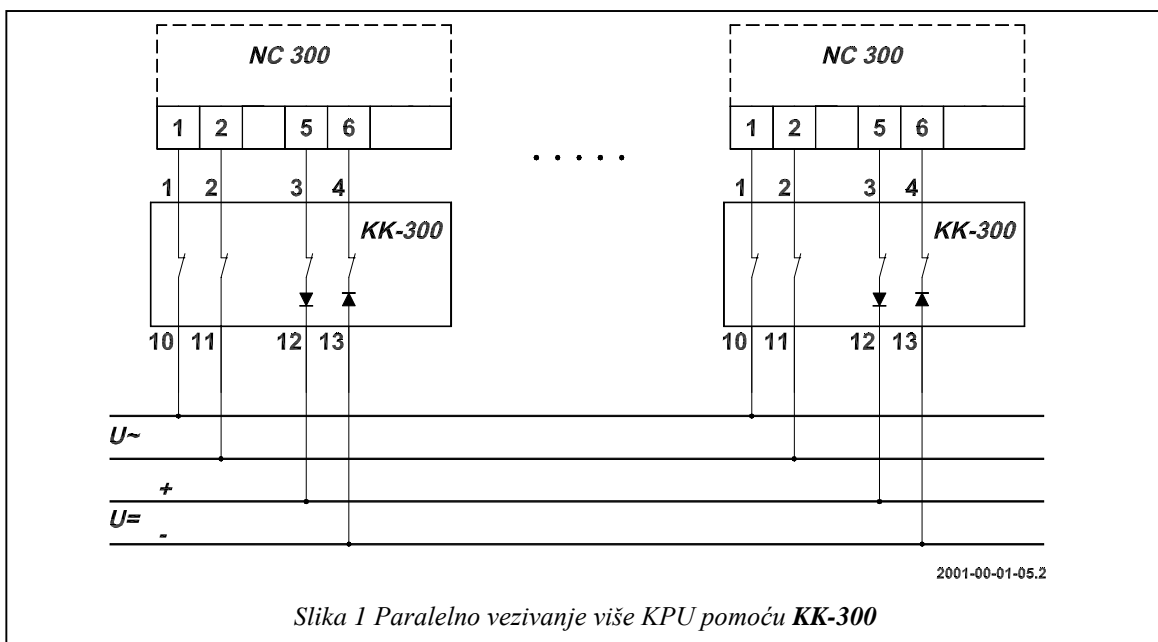 NC 300 NC 300
1 2 5 6 1 2 5 6
. . . . .
1 2 3 4 1 2 3 4
KK-300 KK-300
10 11 12 13 10 11 12 13
U~
+
U=
-
2001-00-01-05.2
Slika 1 Paralelno vezivanje više KPU pomoću KK-300